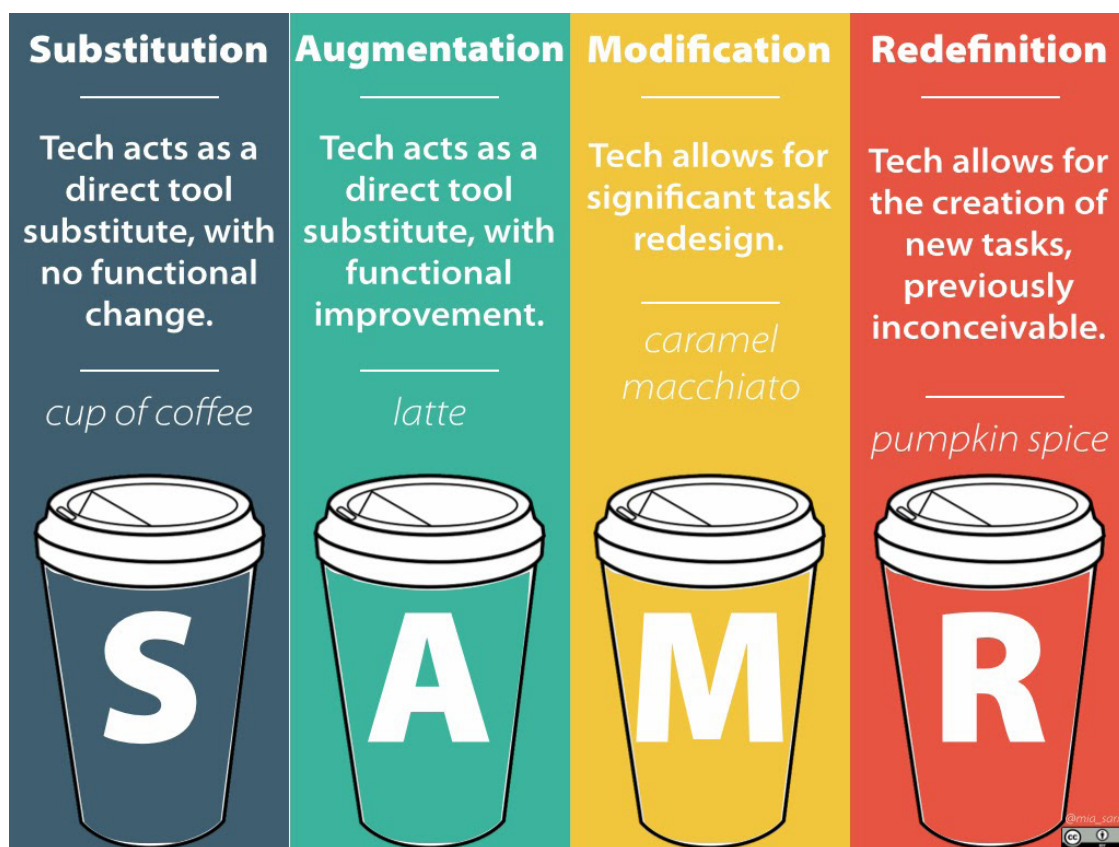 Substitution
Tech acts as a
direct tool
substitute, with
no functional
change.
cup of coffee
S
Augmentation
Tech acts as a
direct tool
substitute, with
functional
improvement.
latte
A
Modification
Tech allows for
significant task
redesign.
caramel
macchiato
M
Redefinition
Tech allows for
the creation of
new tasks,
previously
inconceivable.
pumpkin spice
R
cc